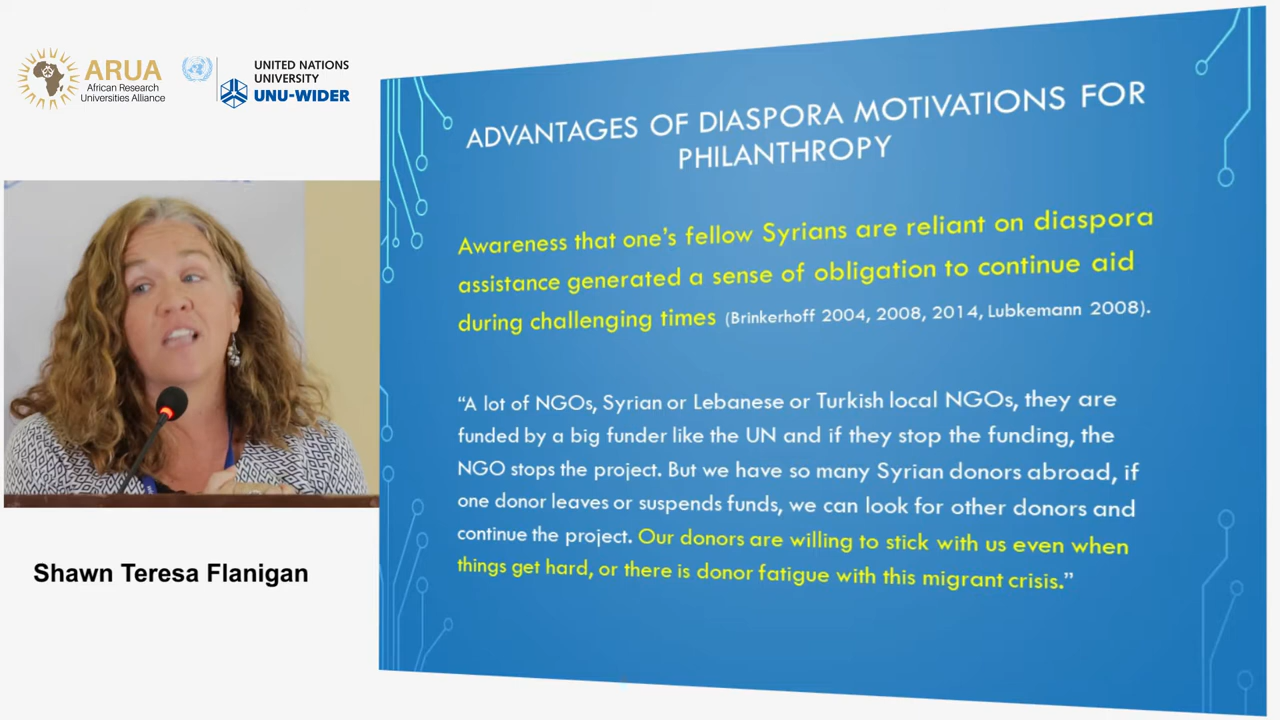 ARUA
African Research
Universities Alliance
UNITED NATIONS
UNIVERSITY
UNU-WIDER
ADVANTAGES OF DIASPORA MOTIVATIONS FOR
PHILANTHROPY
Awareness that one's fellow Syrians are reliant on diaspora
assistance generated a sense of obligation to continue aid
during challenging times (Brinkerhoff 2004, 2008, 2014, Lubkemann 2008).
“A lot of NGOs, Syrian or Lebanese or Turkish local NGOs, they are
funded by a big funder like the UN and if they stop the funding, the
NGO stops the project. But we have so many Syrian donors abroad, if
one donor leaves or suspends funds, we can look for other donors and
continue the project. Our donors are willing to stick with us even when
things get hard, or there is donor fatigue with this migrant crisis.”
Shawn Teresa Flanigan